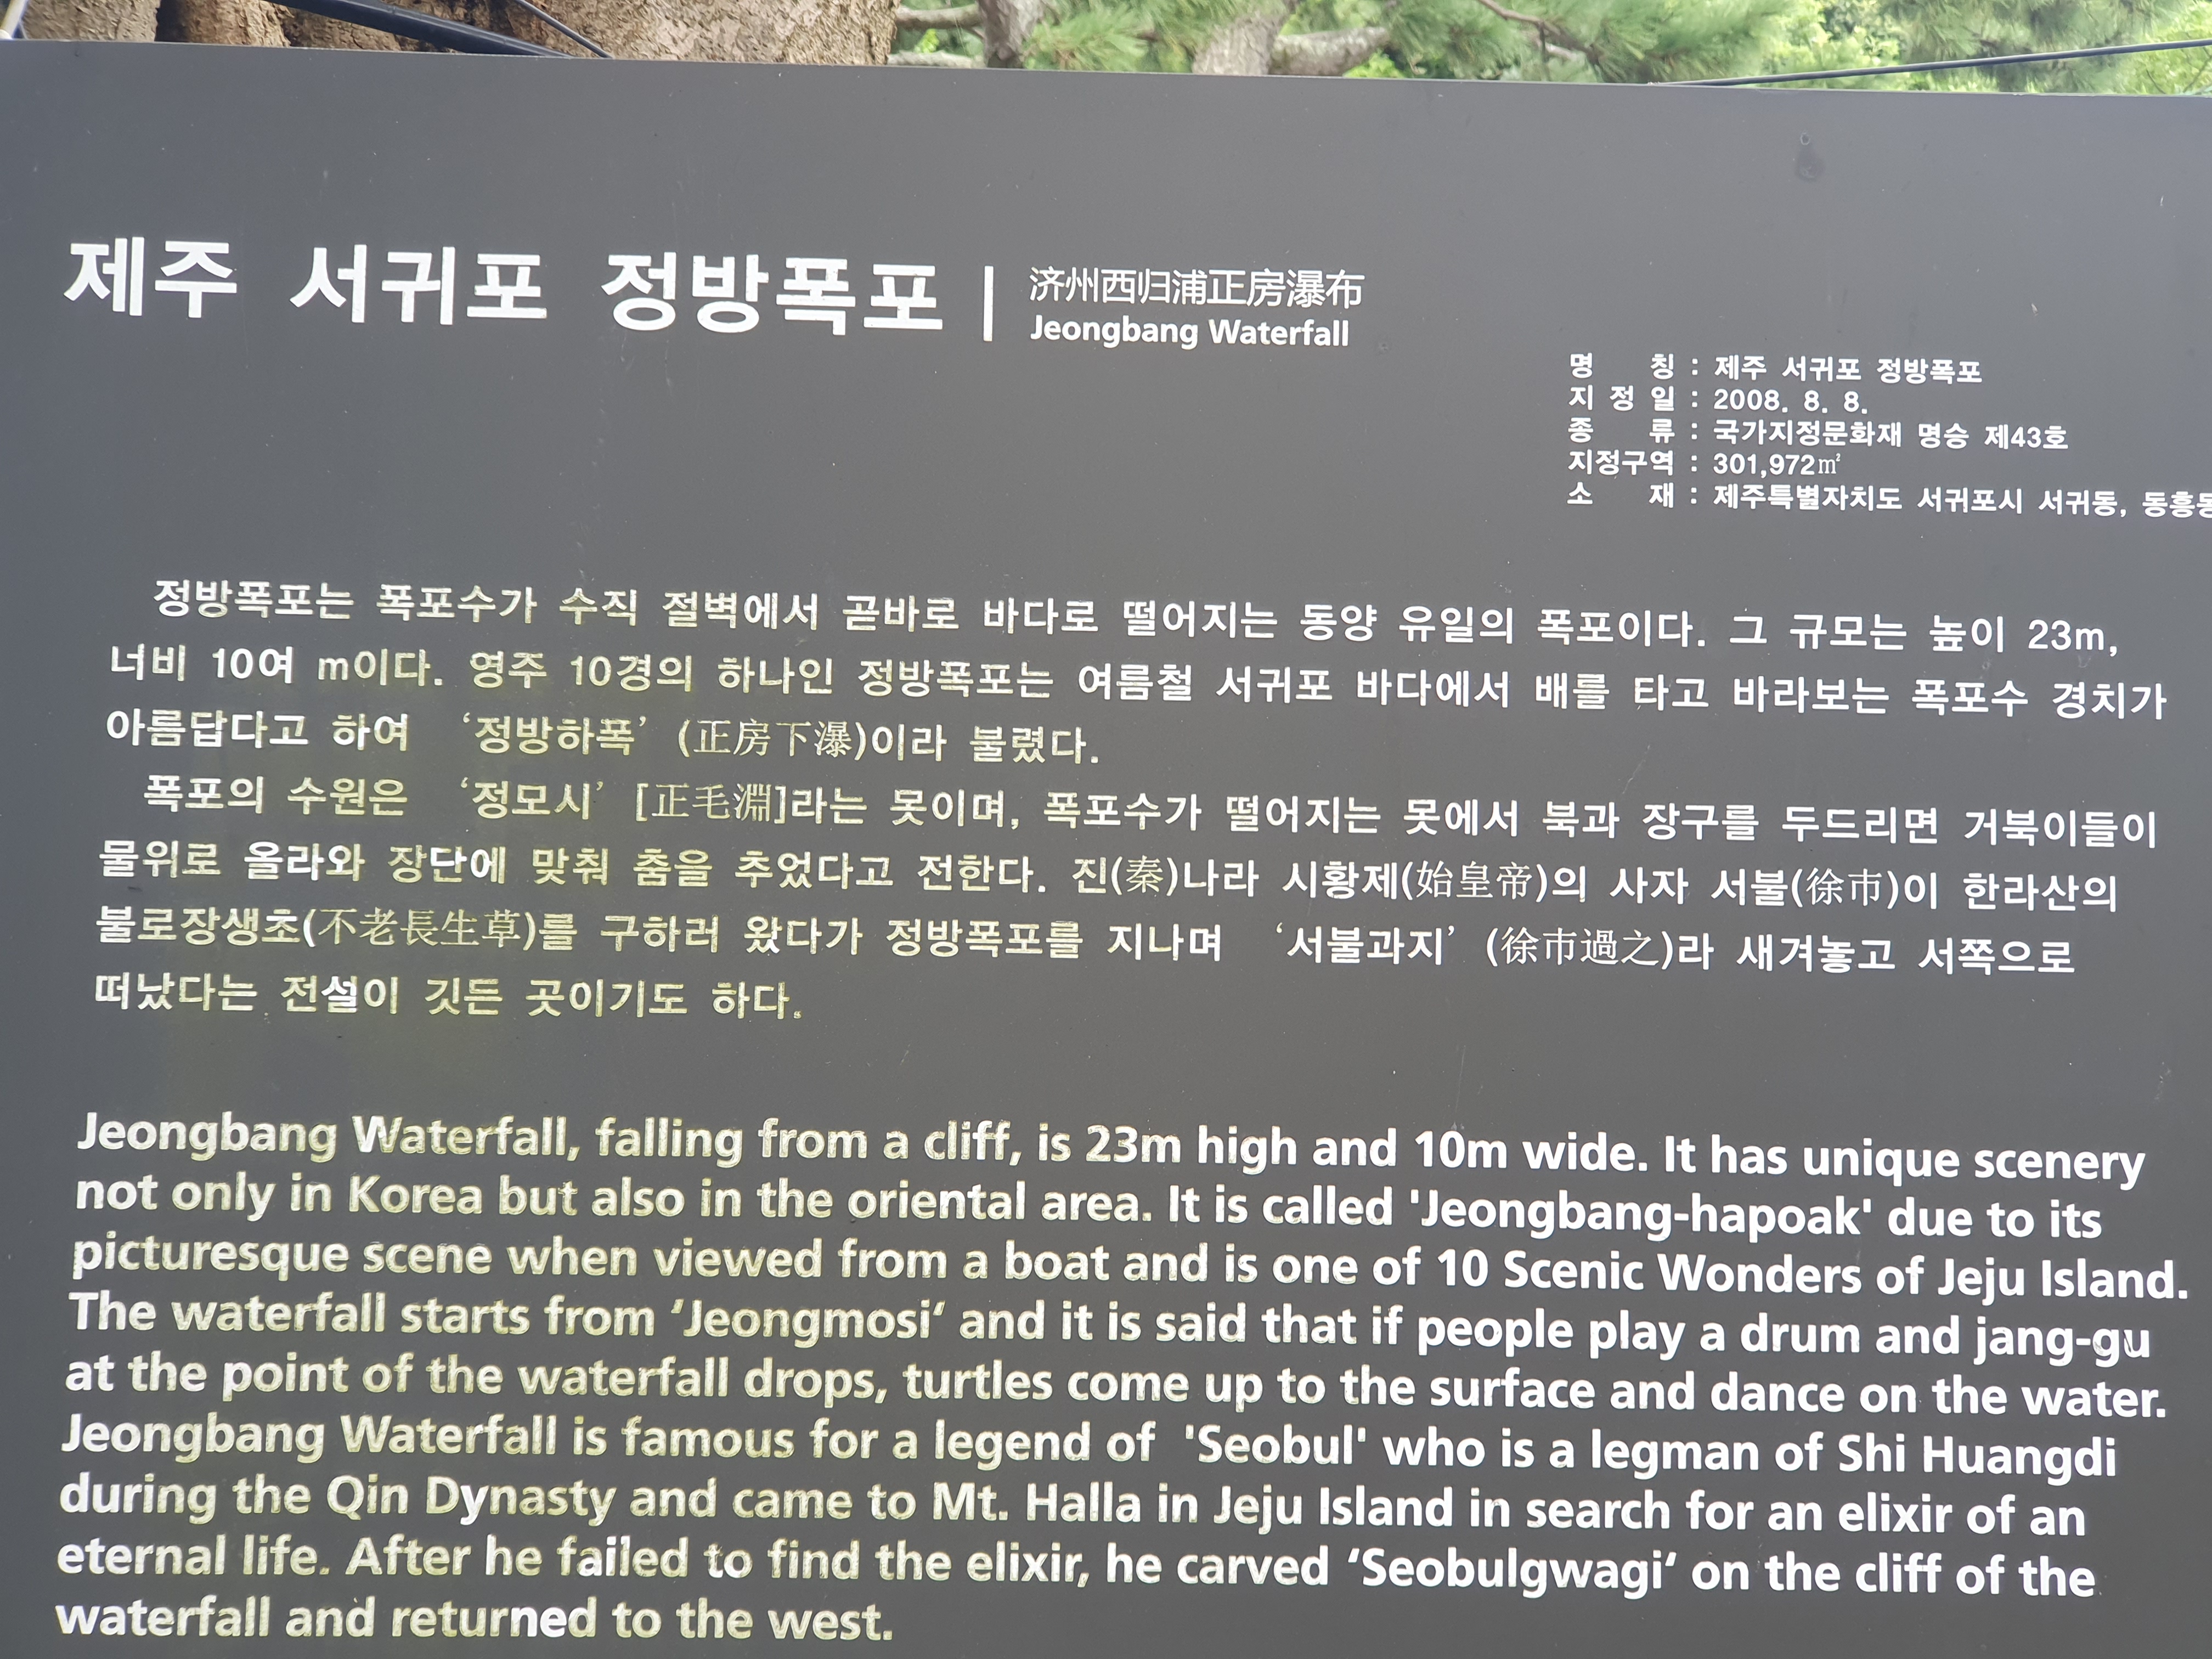 제주 서귀포 정방폭포
济州西归浦正房瀑布
Jeongbang Waterfall
명 칭 : 제주 서귀포 정방폭포
지 정 일 : 2008. 8. 8.
종 류 : 국가지정문화재 명승 제43호
지정구역 : 301,972㎡
소 재 : 제주특별자치도 서귀포시 서귀동, 동홍동
정방폭포는 폭포수가 수직 절벽에서 곧바로 바다로 떨어지는 동양 유일의 폭포이다. 그 규모는 높이 23m,
너비 10여 m이다. 영주 10경의 하나인 정방폭포는 여름철 서귀포 바다에서 배를 타고 바라보는 폭포수 경치가
아름답다고 하여 ‘정방하폭’ (正房下瀑)이라 불렸다.
폭포의 수원은 ‘정모시’ [正毛淵]라는 못이며, 폭포수가 떨어지는 못에서 북과 장구를 두드리면 거북이들이
물위로 올라와 장단에 맞춰 춤을 추었다고 전한다. 진(秦)나라 시황제(始皇帝)의 사자 서불(徐市)이 한라산의
불로장생초(不老長生草)를 구하러 왔다가 정방폭포를 지나며 ‘서불과지’ (徐市過之)라 새겨놓고 서쪽으로
떠났다는 전설이 깃든 곳이기도 하다.
Jeongbang Waterfall, falling from a cliff, is 23m high and 10m wide. It has unique scenery
not only in Korea but also in the oriental area. It is called 'Jeongbang-hapoak' due to its
picturesque scene when viewed from a boat and is one of 10 Scenic Wonders of Jeju Island.
The waterfall starts from ‘Jeongmosi‘ and it is said that if people play a drum and jang-gu
at the point of the waterfall drops, turtles come up to the surface and dance on the water.
Jeongbang Waterfall is famous for a legend of 'Seobul' who is a legman of Shi Huangdi
during the Qin Dynasty and came to Mt. Halla in Jeju Island in search for an elixir of an
eternal life. After he failed to find the elixir, he carved ‘Seobulgwagi‘ on the cliff of the
waterfall and returned to the west.